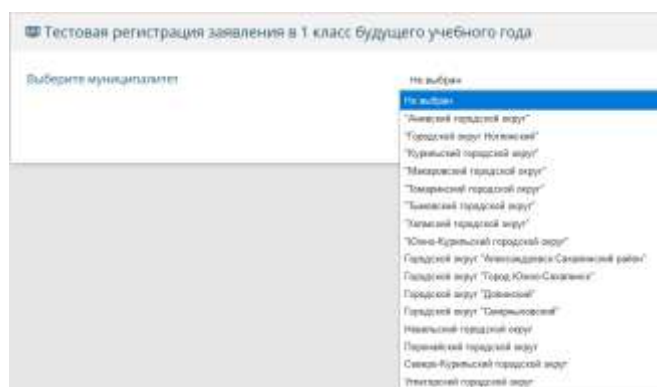 Тестовая регистрация заявления в 1 класс будущего учебного года
Выберите муниципалитет
Не выбран
Не выбран
"Анивский городской округ"
"Городской округ Ногликский"
"Курильский городской округ"
"Макаровский городской округ"
"Томаринский городской округ"
"Тымовский городской округ"
"Холмский городской округ"
"Южно-Курильский городской округ"
Городской округ "Александровск-Сахалинский район"
Городской округ "Город Южно-Сахалинск"
Городской округ "Долинский"
Городской округ "Смирныховский"
Невельский городской округ
Поронайский городской округ
Северо-Курильский городской округ
Углегорский городской округ